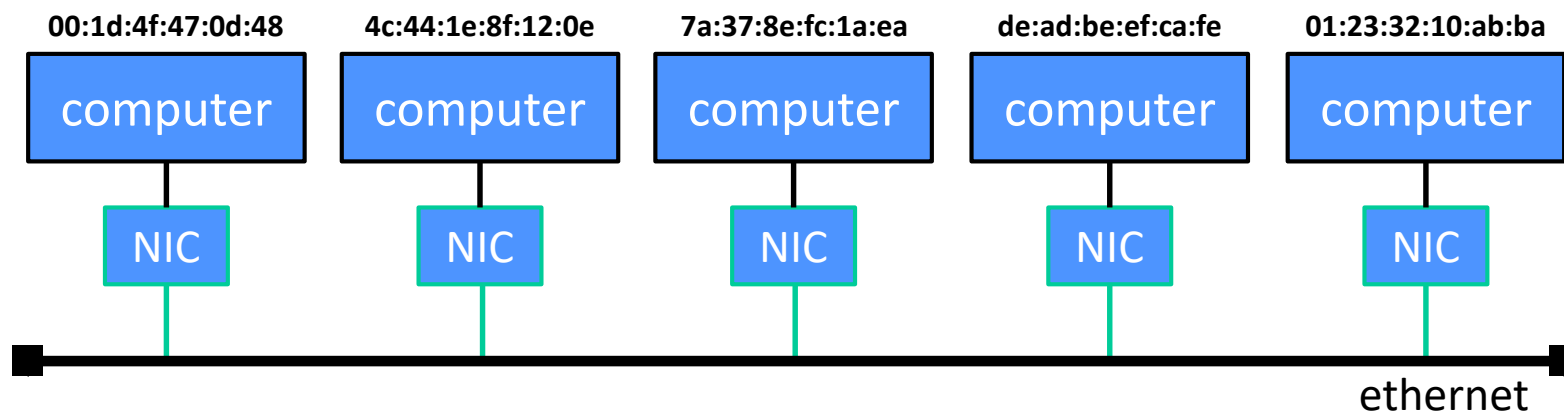 00:1d:4f:47:0d:48 4c:44:1e:8f:12:0e 7a:37:8e:fc:1a:ea de:ad:be:ef:ca:fe 01:23:32:10:ab:ba
computer computer computer computer computer
NIC NIC NIC NIC NIC
ethernet